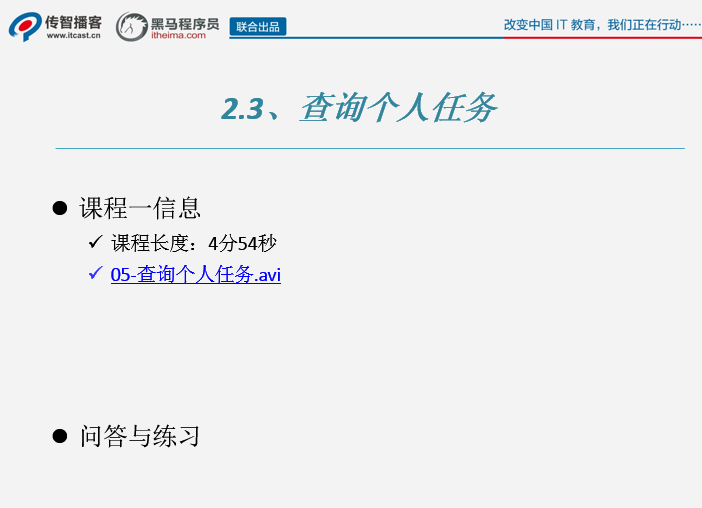 传智播客
www.itcast.cn
黑马程序员
itheima.com
联合出品
改变中国 IT 教育，我们正在行动……
2.3、查询个人任务
课程一信息
课程长度：4分54秒
05-查询个人任务.avi
问答与练习